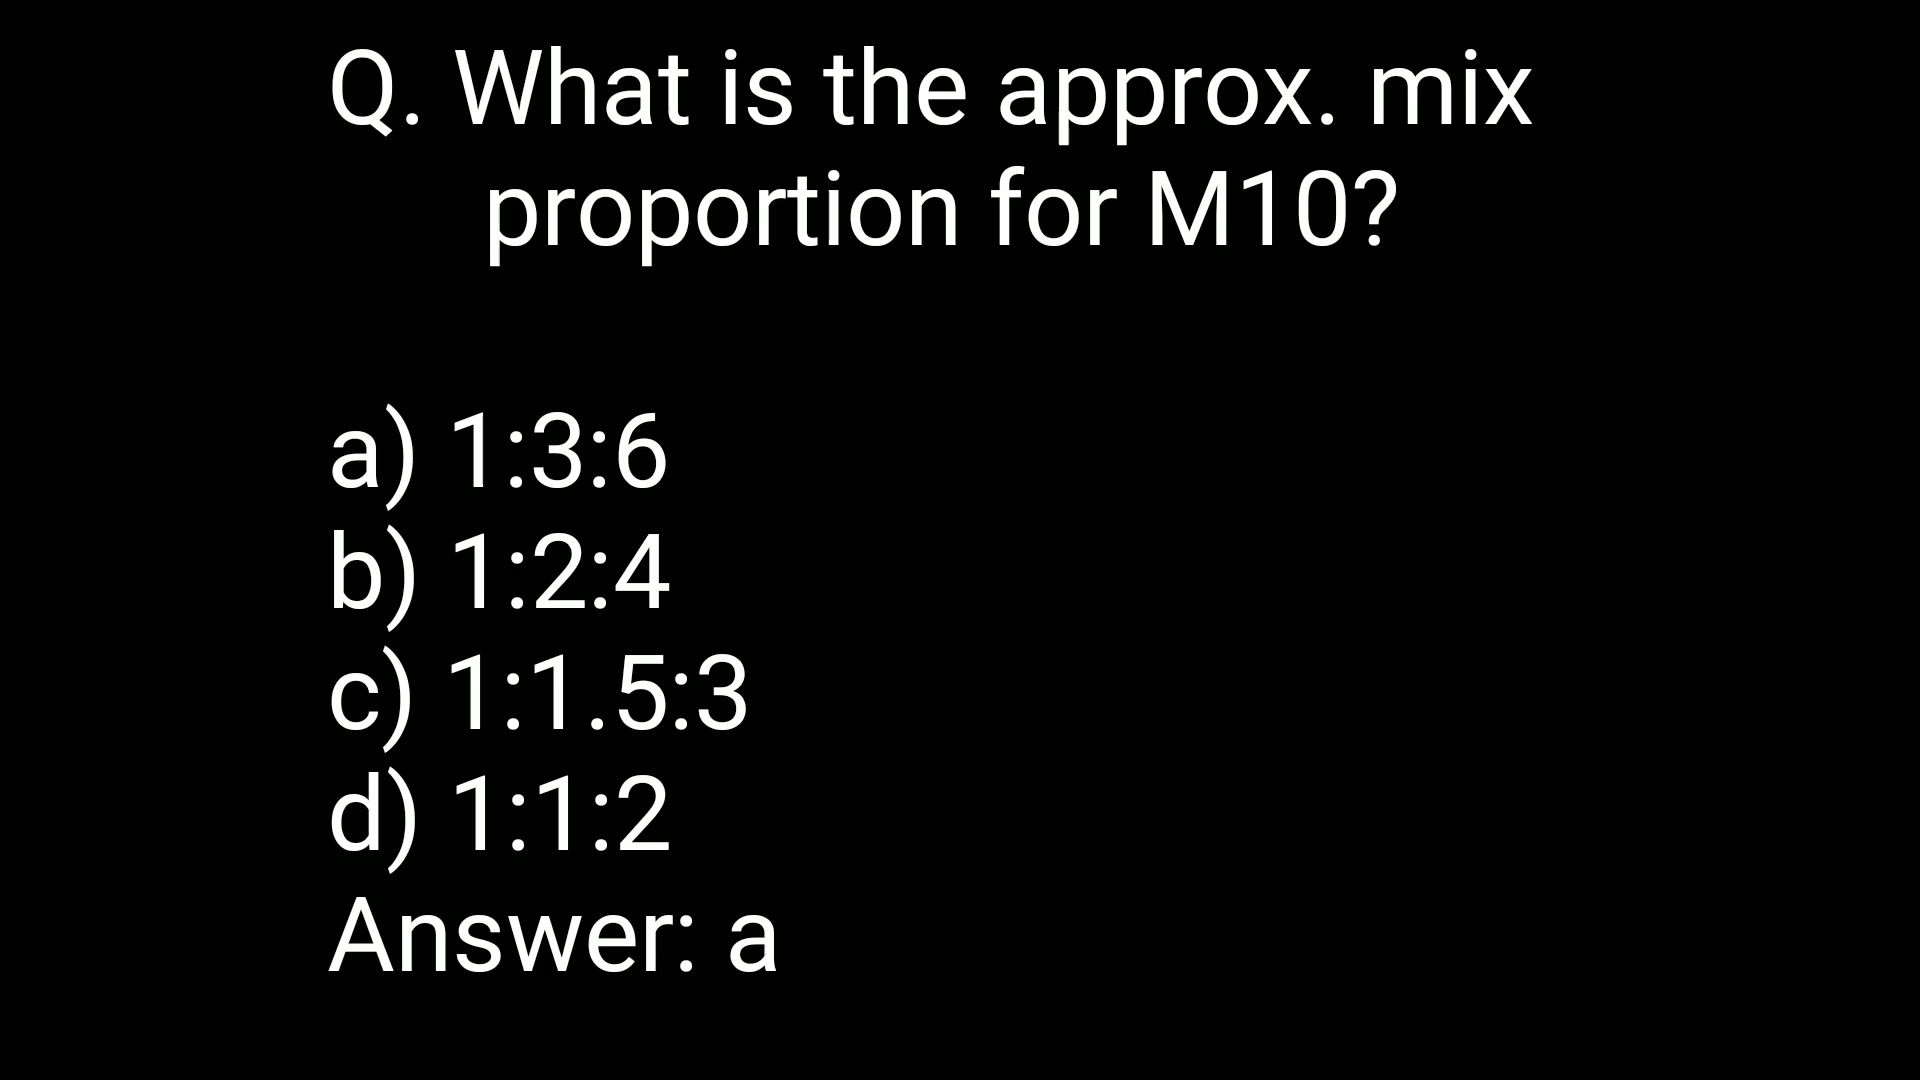 Q. What is the approx. mix
proportion for M10?
a) 1:3:6
b) 1:2:4
c) 1:1.5:3
d) 1:1:2
Answer: a